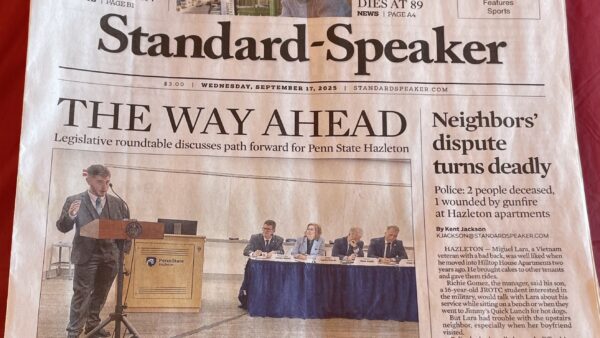 PAGE B1
DIES AT 89
NEWS | PAGE A4
Features
Sports
Standard-Speaker
$3.00 | WEDNESDAY, SEPTEMBER 17, 2025 | STANDARDSPEAKER.COM
THE WAY AHEAD
Legislative roundtable discusses path forward for Penn State Hazleton
PennState
Hazleton
Neighbors'
dispute
turns deadly
Police: 2 people deceased,
1 wounded by gunfire
at Hazleton apartments
By Kent Jackson
KJACKSON@STANDARDSPEAKER.COM
HAZLETON — Miguel Lara, a Vietnam
veteran with a bad back, was well liked when
he moved into Hilltop House Apartments two
years ago. He brought cakes to other tenants
and gave them rides.
Richie Gomez, the manager, said his son,
a 16-year-old JROTC student interested in
the military, would talk with Lara about his
service while sitting on a bench or when they
went to Jimmy's Quick Lunch for hot dogs.
But Lara had trouble with the upstairs
neighbor, especially when her boyfriend
visited.